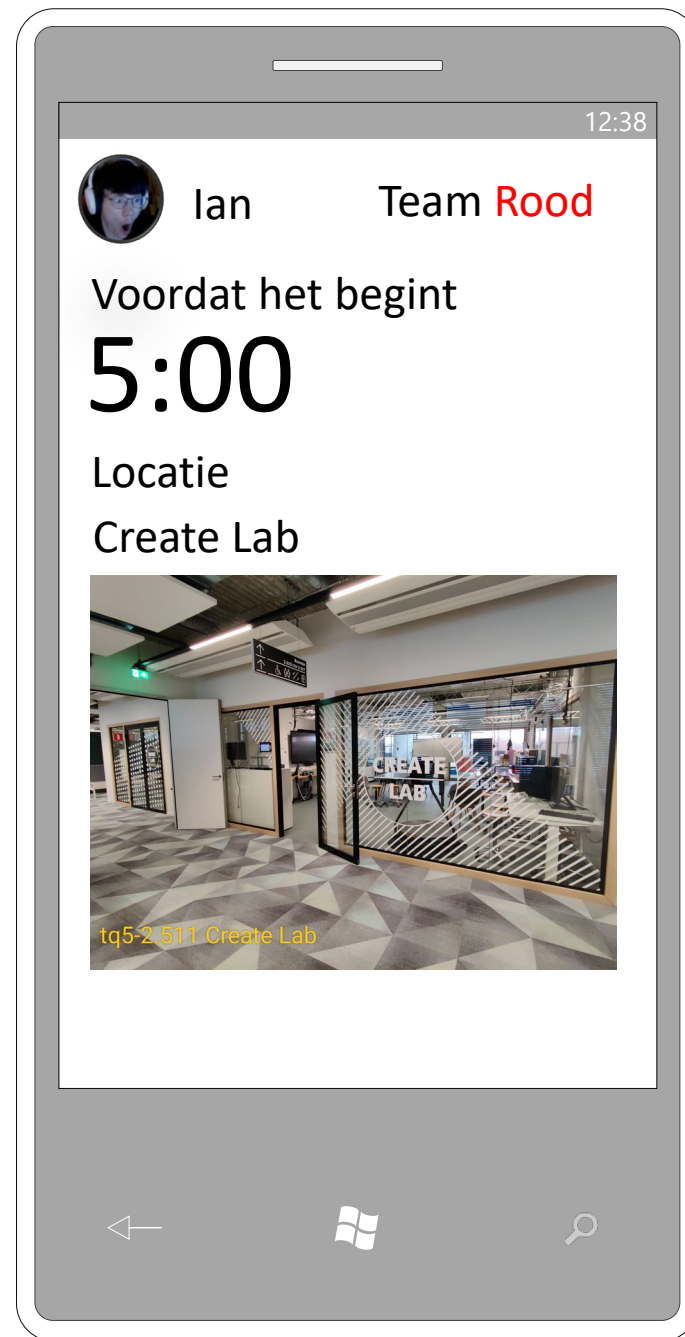 12:38
Ian
Team Rood
Voordat het begint
5:00
Locatie
Create Lab
CREATE
LAB
tq5-2.511 Create Lab